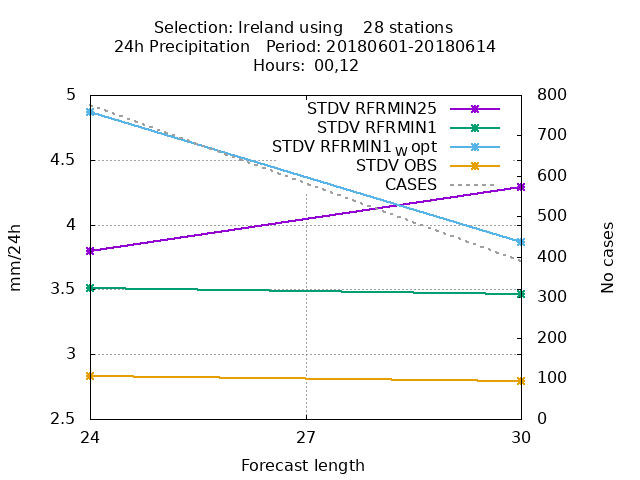 Selection: Ireland using    28 stations
24h Precipitation   Period: 20180601-20180614
Hours: 00,12
5
4.5
4
3.5
3
2.5
mm/24h
STDV RFRMIN25
STDV RFRMIN1
STDV RFRMIN1_W opt
STDV OBS
CASES
800
700
600
500
400
300
200
100
0
No cases
24 27 30
Forecast length